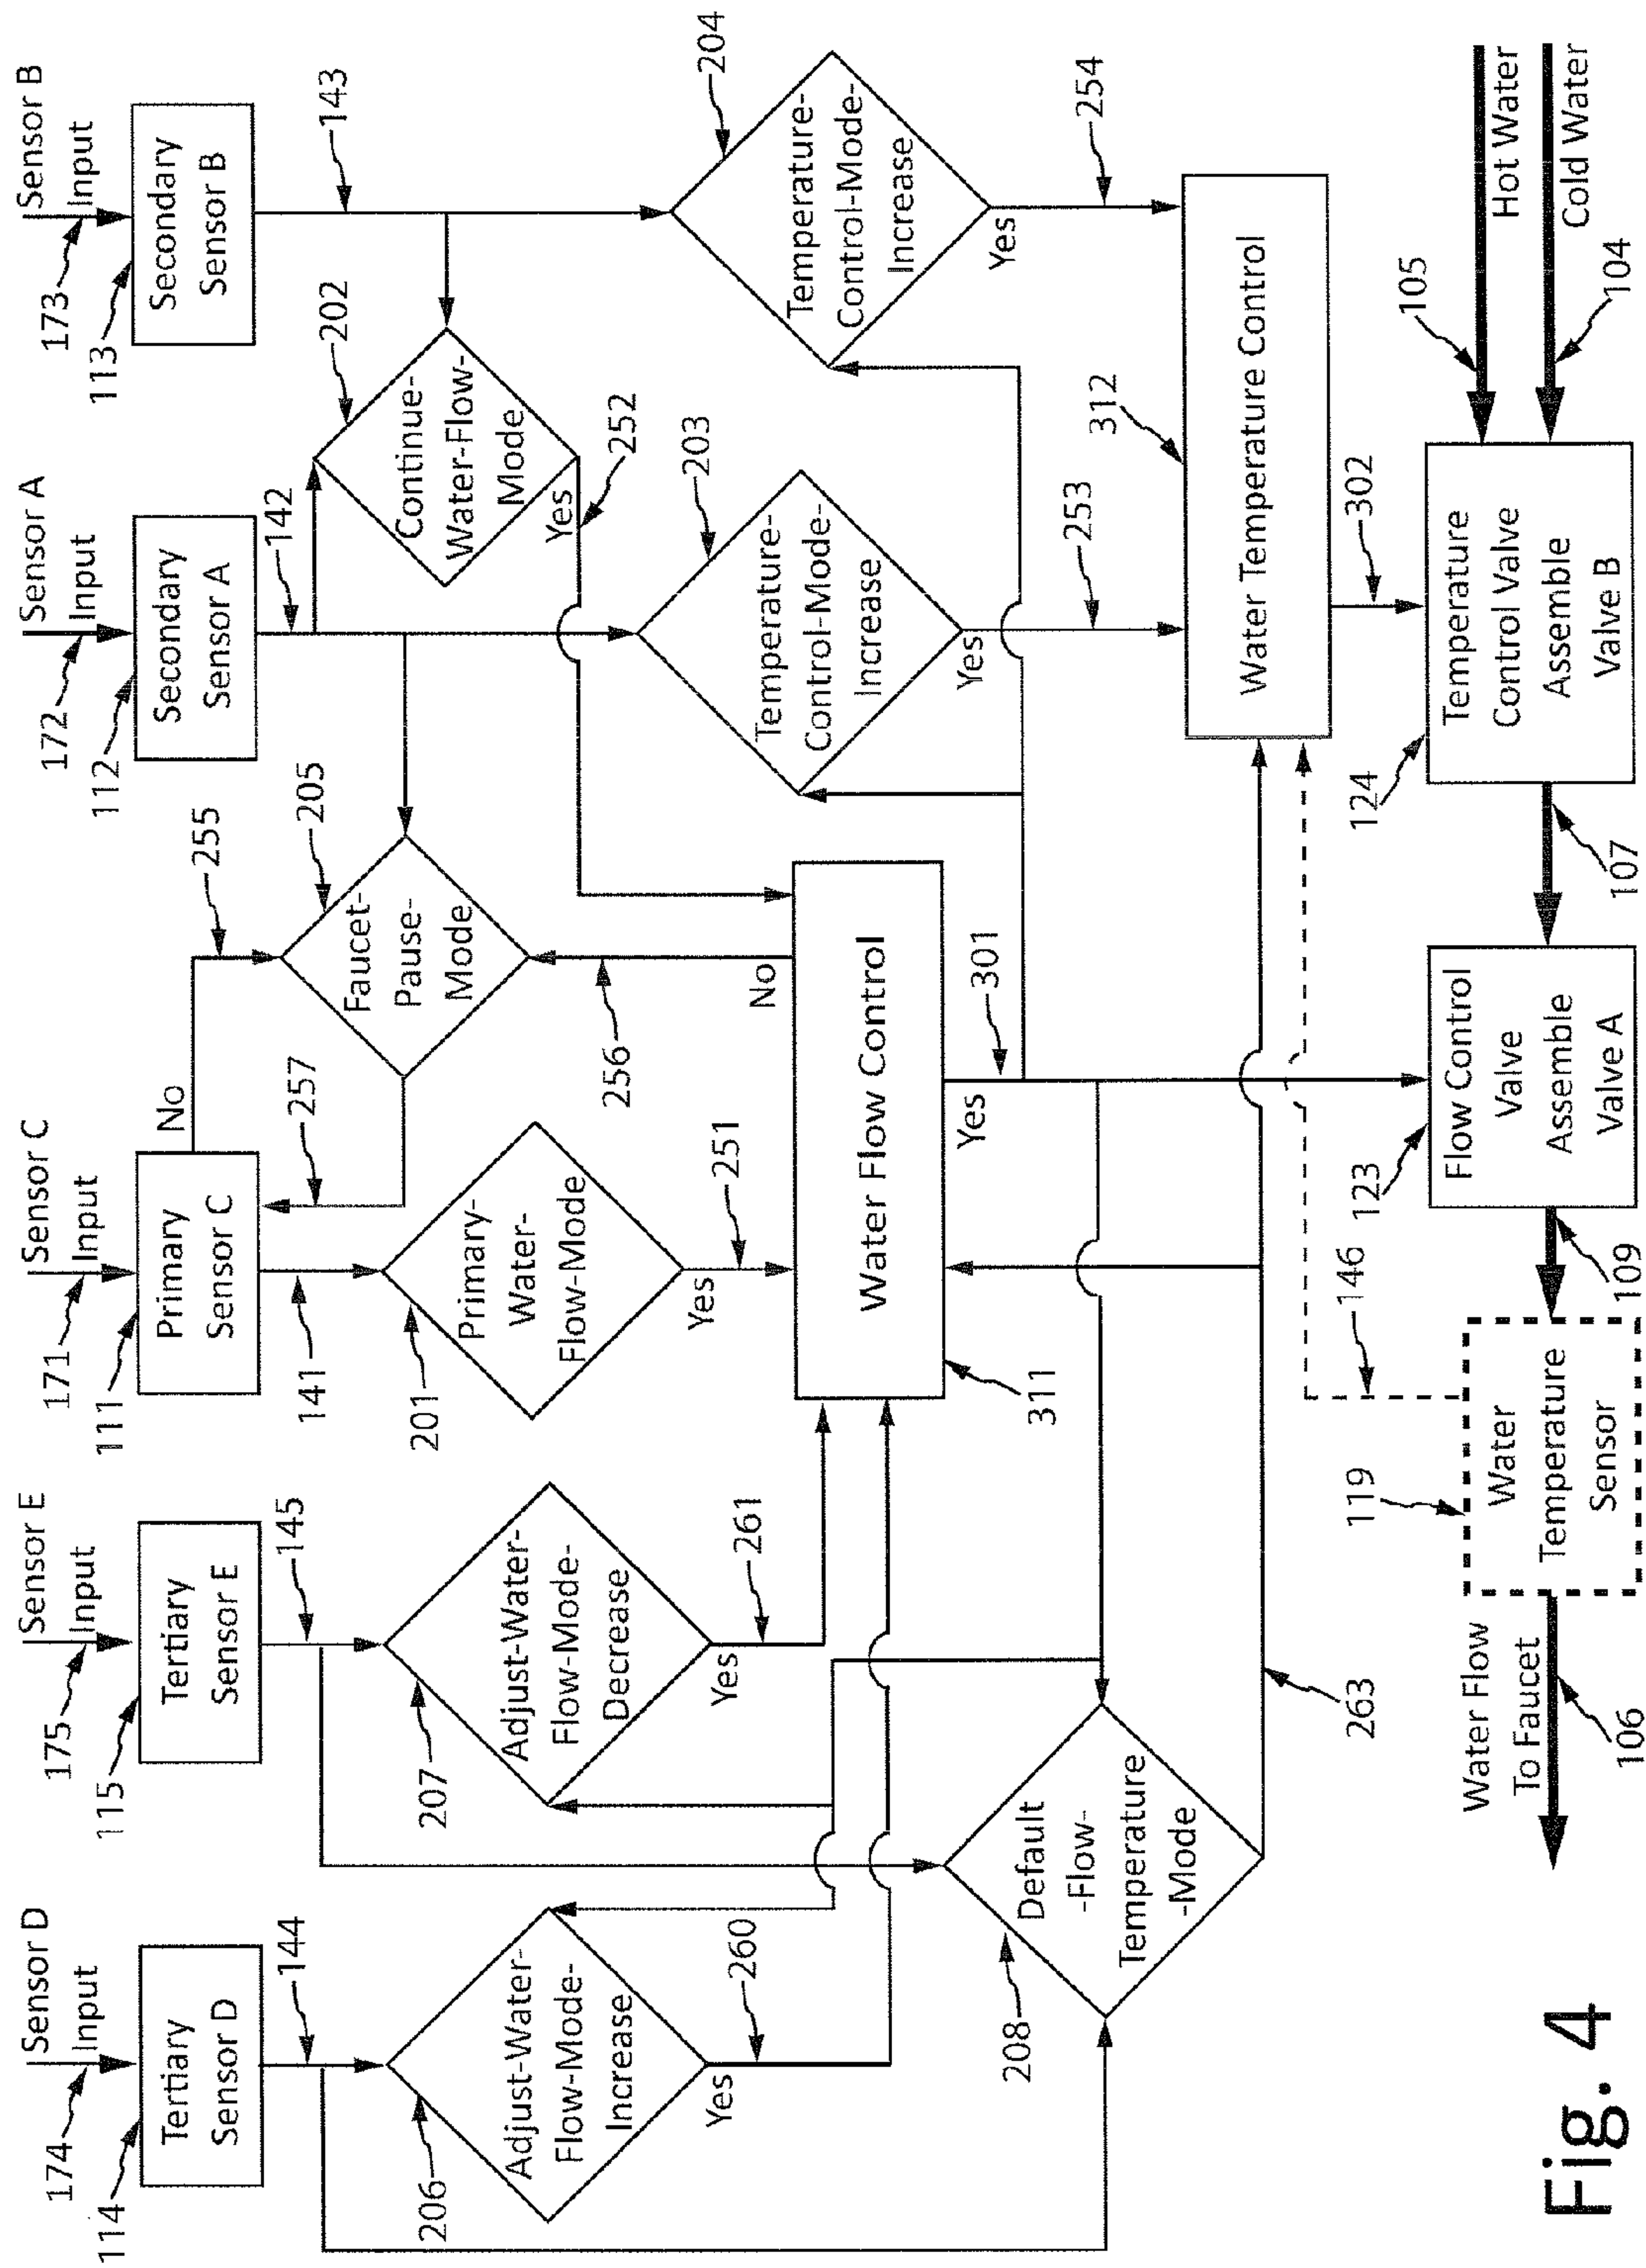 Sensor D
Input
174
114
Tertiary
Sensor D
144
206
Adjust-Water-
Flow-Mode-
Increase
Yes
260
Sensor E
Input
175
115
Tertiary
Sensor E
145
207
Adjust-Water-
Flow-Mode-
Decrease
Yes
261
208
Default
-Flow-
Temperature
-Mode
263
Sensor C
Input
171
111
Primary
Sensor C
No
141
257
255
201
Primary-
Water-
Flow-Mode
Yes
251
205
Faucet-
Pause-
Mode
256
No
Water Flow Control
311
Yes
301
Sensor A
Input
172
112
Secondary
Sensor A
142
Sensor B
Input
173
113
Secondary
Sensor B
143
202
Continue-
Water-Flow-
Mode
Yes
252
203
Temperature-
Control-Mode-
Increase
Yes
253
204
Temperature-
Control-Mode-
Increase
Yes
254
312
Water Temperature Control
302
Water Flow
To Faucet
106
119
Water
Temperature
Sensor
146
109
123
Flow Control
Valve
Assemble
Valve A
107
124
Temperature
Control Valve
Assemble
Valve B
105
Hot Water
Cold Water
104
Fig. 4